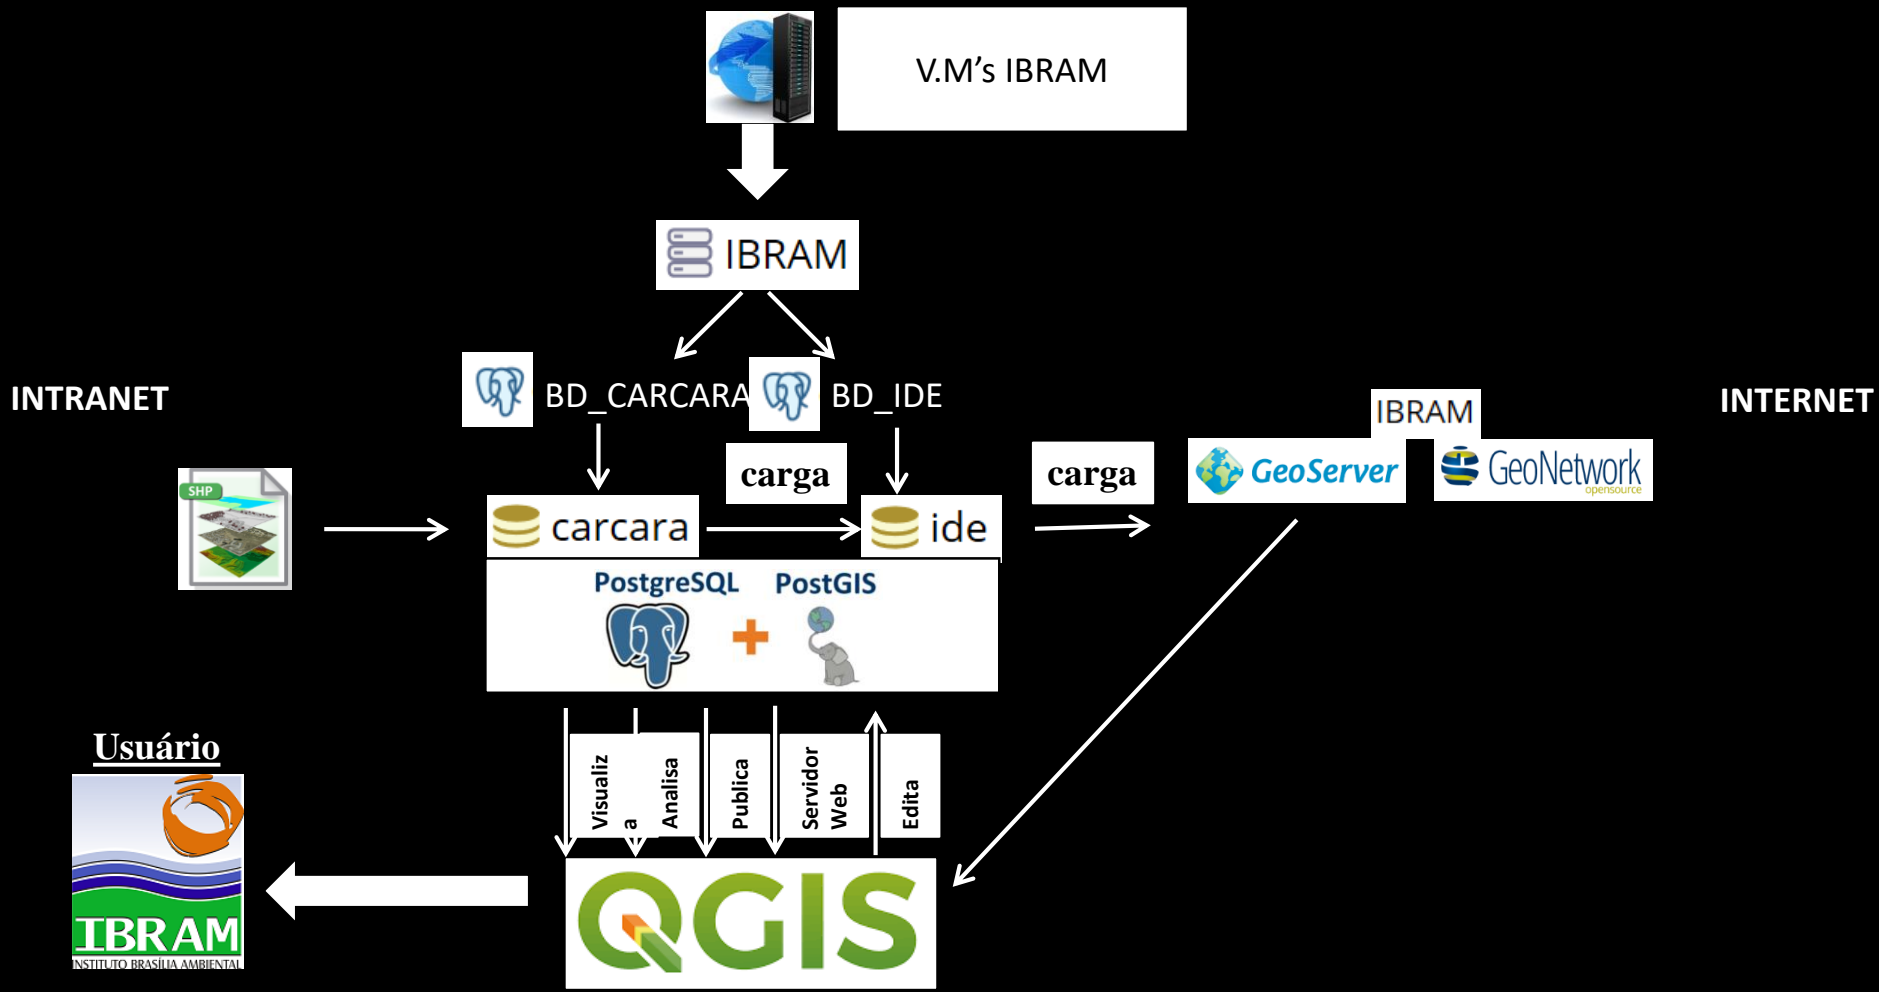 V.M's IBRAM
IBRAM
INTRANET
BD_CARCARA
BD_IDE
IBRAM
INTERNET
carga
carga
GeoServer
GeoNetwork
opensource
SHP
carcara
ide
PostgreSQL
PostGIS
Usuário
Visualiz
a
Analisa
Publica
Servidor
Web
Edita
IBRAM
INSTITUTO BRASÍLIA AMBIENTAL
QGIS